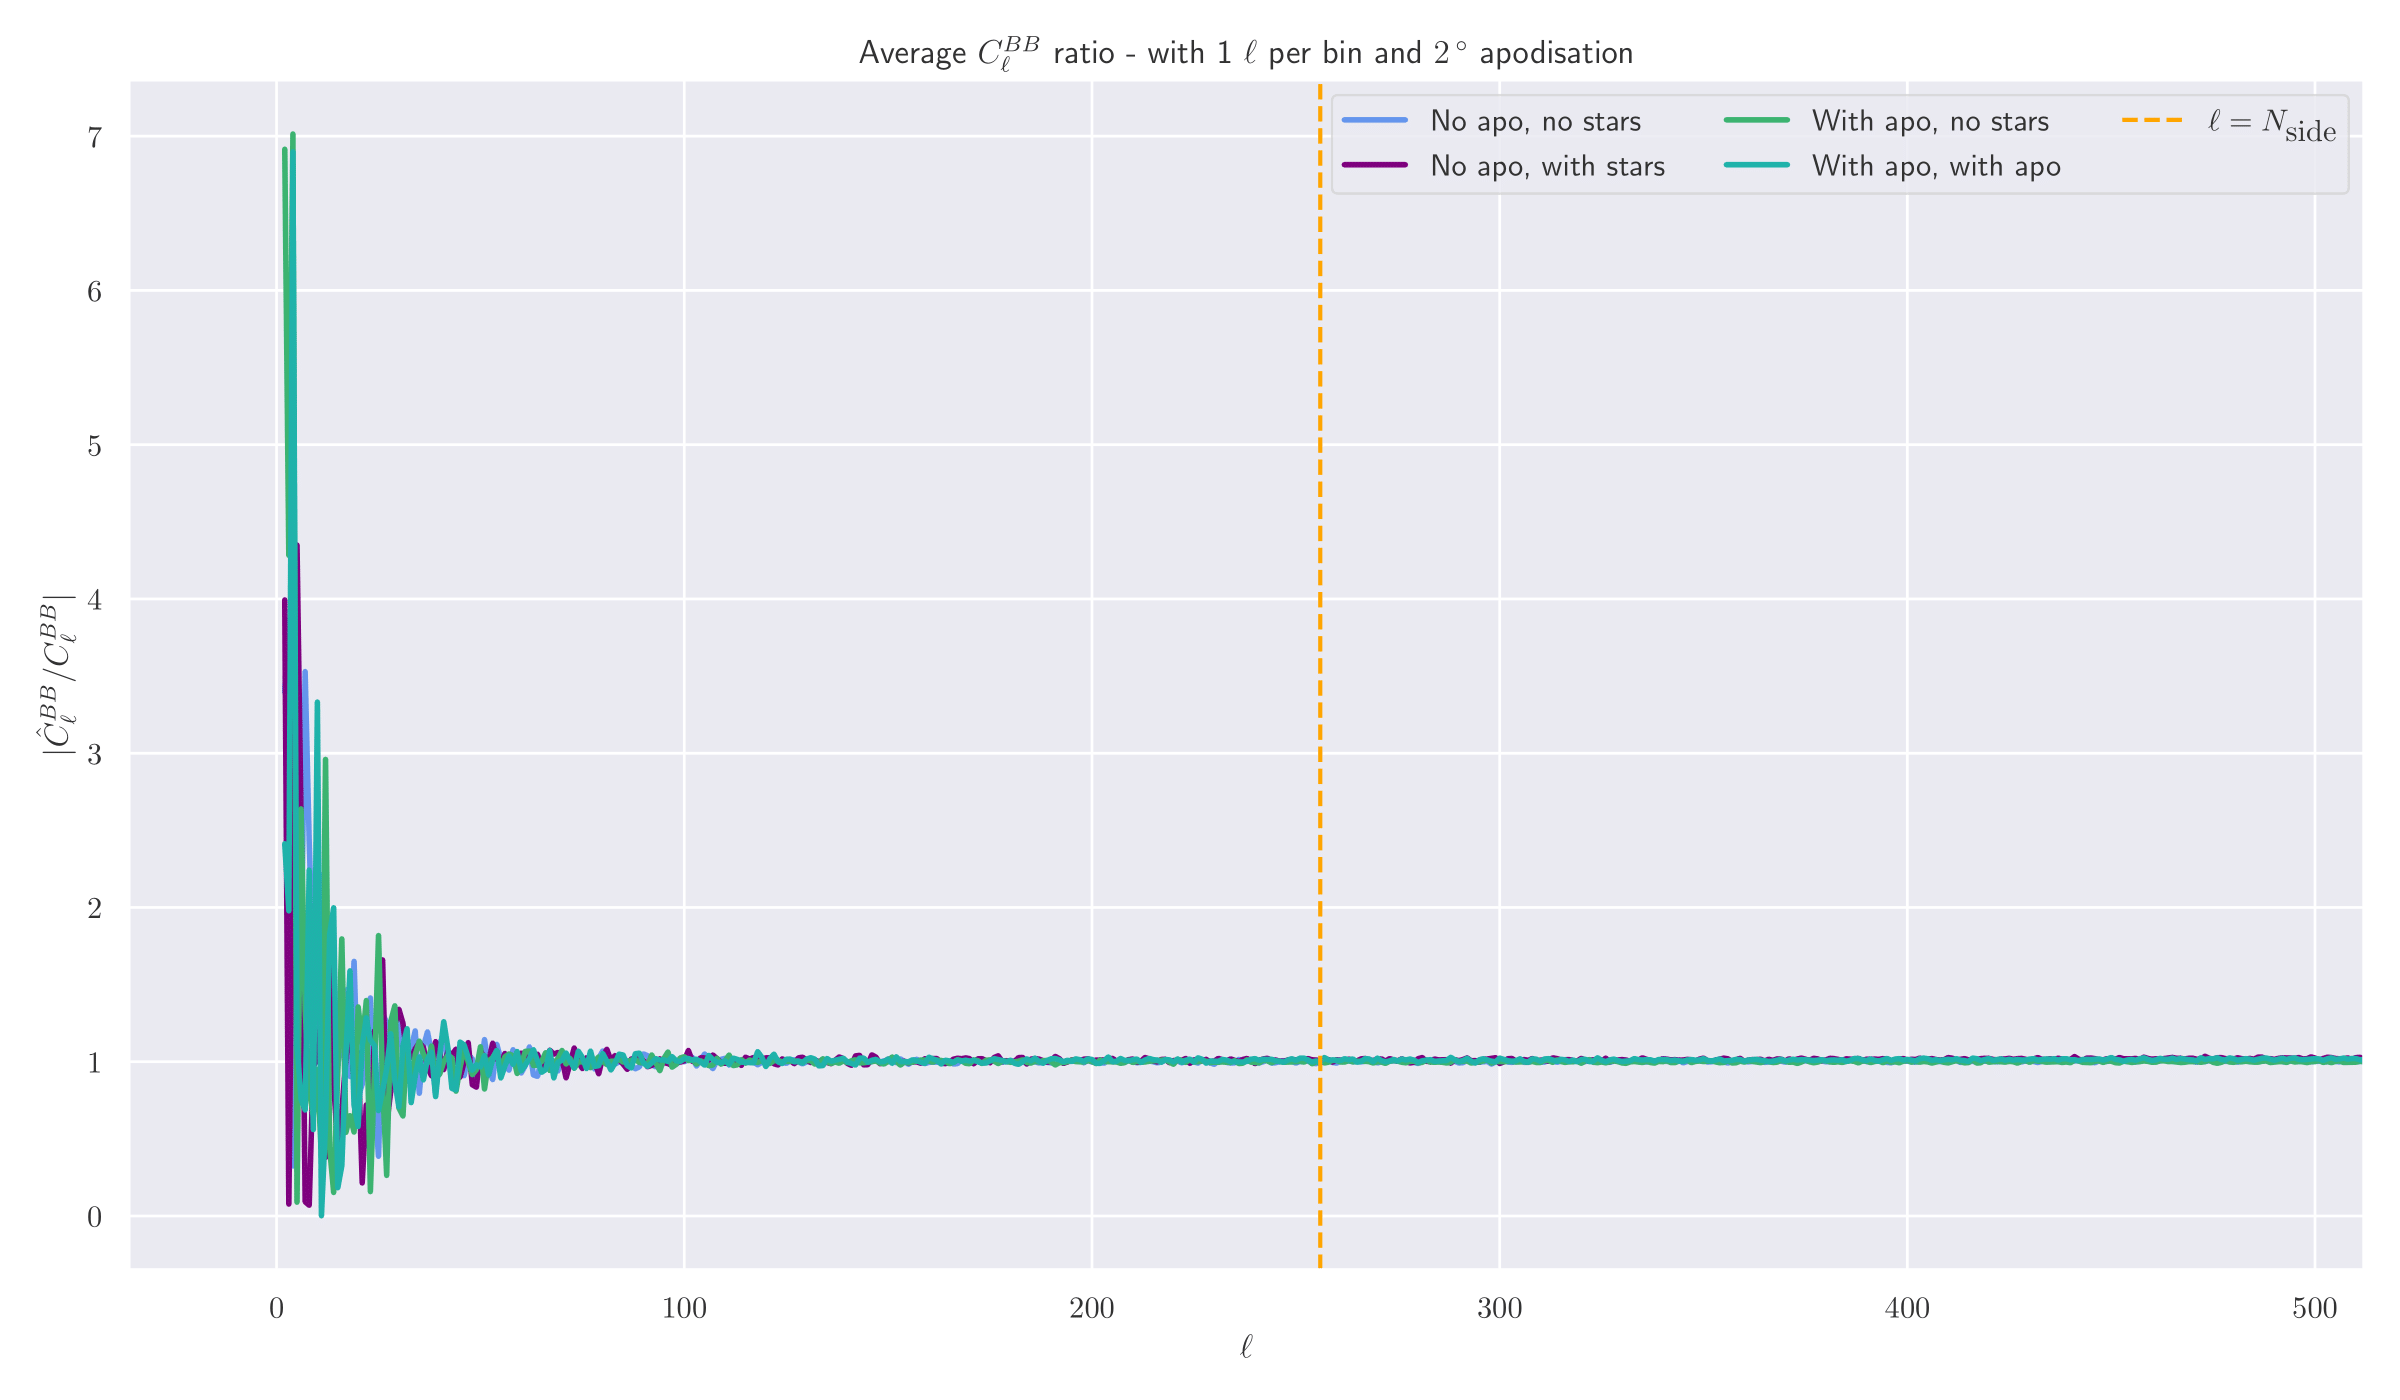 Average $C_\ell^{BB}$ ratio - with 1 $\ell$ per bin and $2^\circ$ apodisation
No apo, no stars
No apo, with stars
With apo, no stars
With apo, with apo
$\ell = N_{\text{side}}$
$|\hat{C}_\ell^{BB}/C_\ell^{BB}|$
7
6
5
4
3
2
1
0
0 100 200 300 400 500
$\ell$